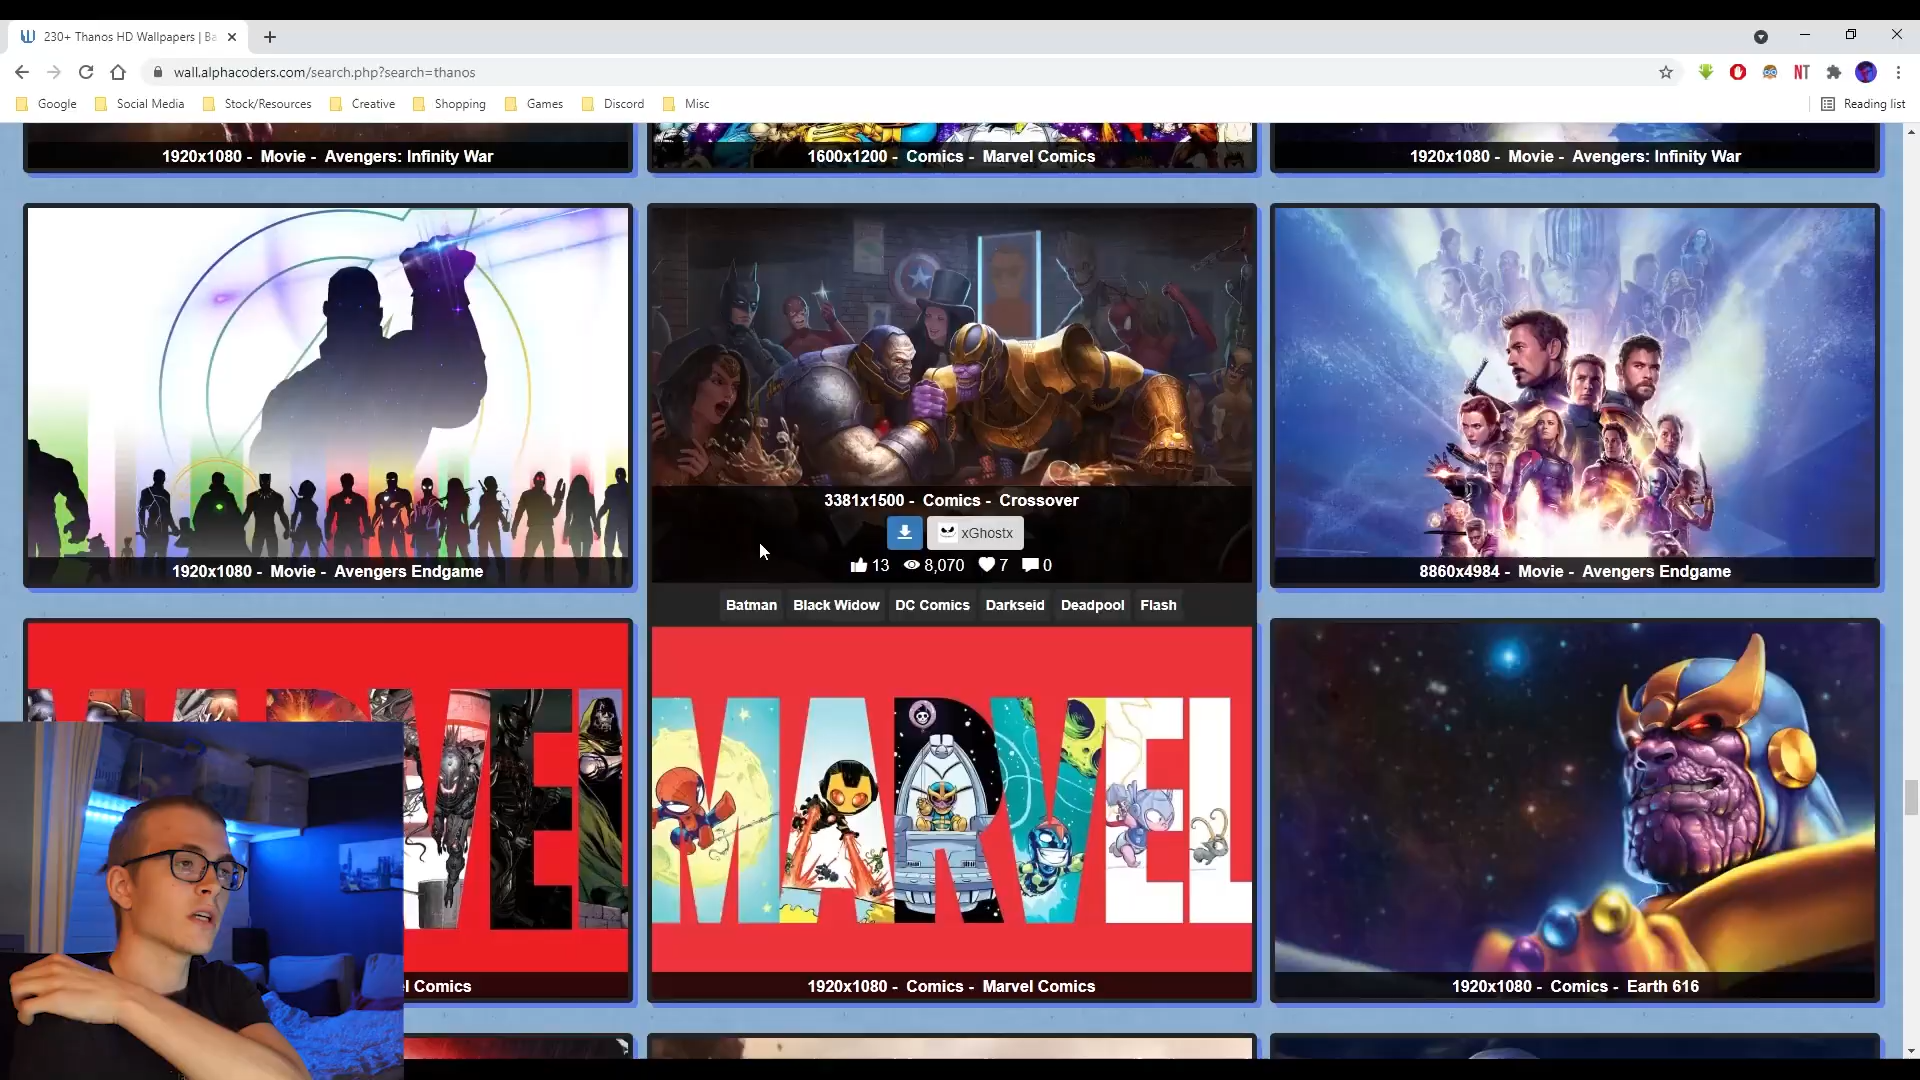 230+ Thanos HD Wallpapers | Ba
wall.alphacoders.com/search.php?search=thanos
NT
Google Social Media Stock/Resources Creative Shopping Games Discord Misc Reading list
1920x1080 - Movie - Avengers: Infinity War
1600x1200 - Comics - Marvel Comics
1920x1080 - Movie - Avengers: Infinity War
1920x1080 - Movie - Avengers Endgame
3381x1500 - Comics - Crossover
xGhostx
13 8,070 7 0
Batman Black Widow DC Comics Darkseid Deadpool Flash
8860x4984 - Movie - Avengers Endgame
MARVEL
l Comics
1920x1080 - Comics - Marvel Comics
1920x1080 - Comics - Earth 616